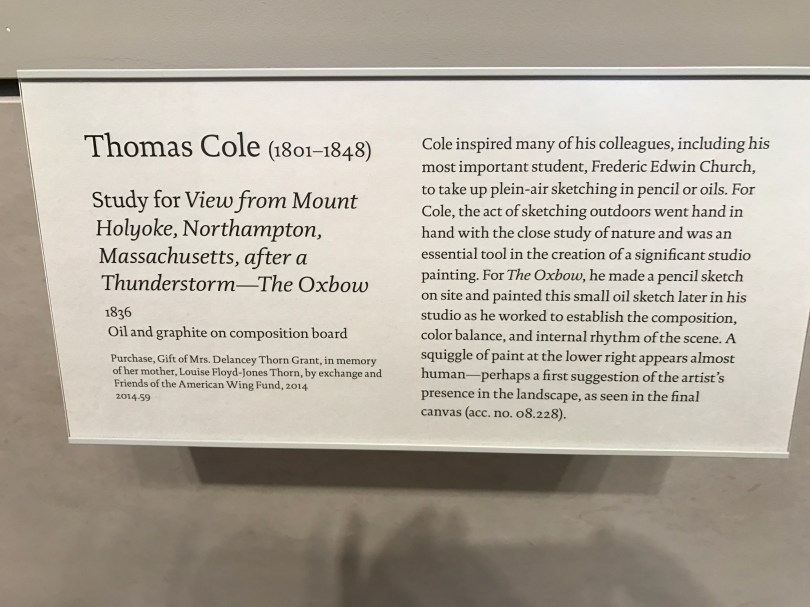 Thomas Cole (1801–1848)
Study for View from Mount
Holyoke, Northampton,
Massachusetts, after a
Thunderstorm—The Oxbow
1836
Oil and graphite on composition board
Purchase, Gift of Mrs. Delancey Thorn Grant, in memory
of her mother, Louise Floyd-Jones Thorn, by exchange and
Friends of the American Wing Fund, 2014
2014.59
Cole inspired many of his colleagues, including his
most important student, Frederic Edwin Church,
to take up plein-air sketching in pencil or oils. For
Cole, the act of sketching outdoors went hand in
hand with the close study of nature and was an
essential tool in the creation of a significant studio
painting. For The Oxbow, he made a pencil sketch
on site and painted this small oil sketch later in his
studio as he worked to establish the composition,
color balance, and internal rhythm of the scene. A
squiggle of paint at the lower right appears almost
human—perhaps a first suggestion of the artist's
presence in the landscape, as seen in the final
canvas (acc. no. 08.228).